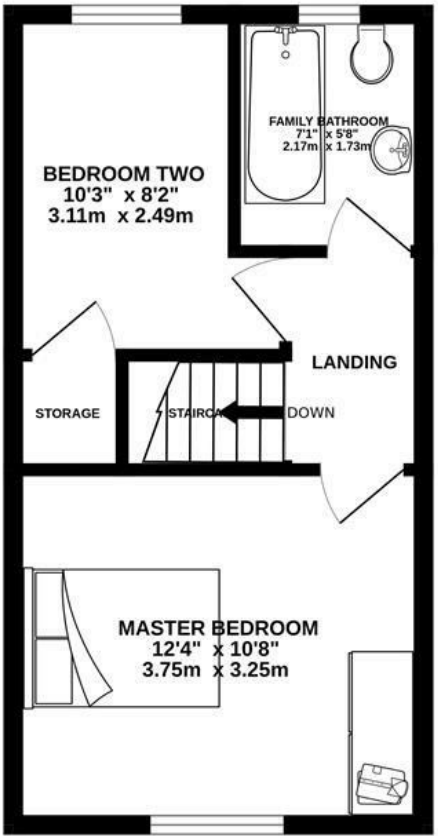 FAMILY BATHROOM
7'1" x 5'8"
2.17m x 1.73m
BEDROOM TWO
10'3" x 8'2"
3.11m x 2.49m
LANDING
STORAGE
STAIRCA
DOWN
MASTER BEDROOM
12'4" x 10'8"
3.75m x 3.25m